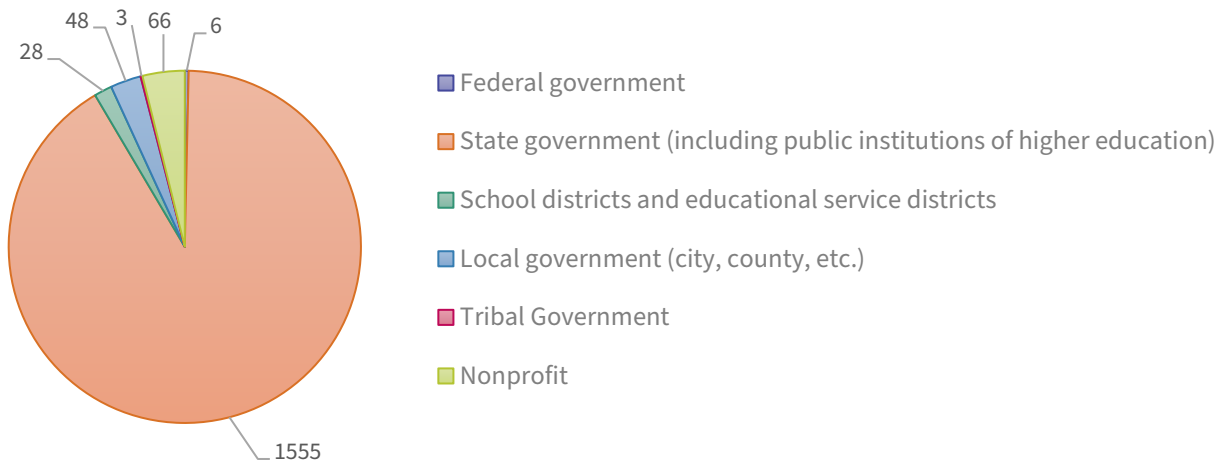 48
3
66
6
28
1555
Federal government
State government (including public institutions of higher education)
School districts and educational service districts
Local government (city, county, etc.)
Tribal Government
Nonprofit